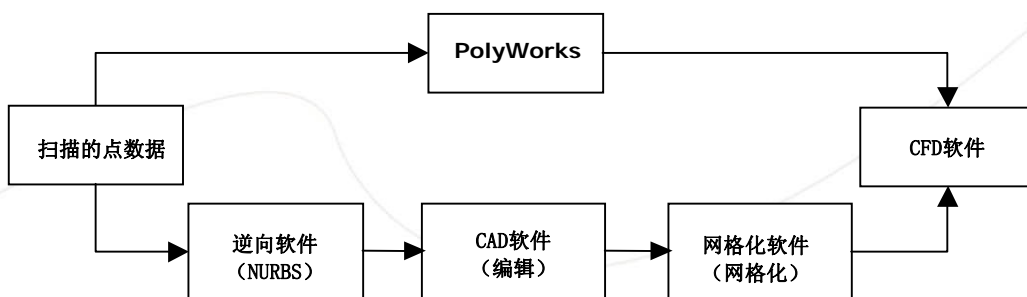 PolyWorks
扫描的点数据
CFD软件
逆向软件
（NURBS）
CAD软件
（编辑）
网格化软件
（网格化）